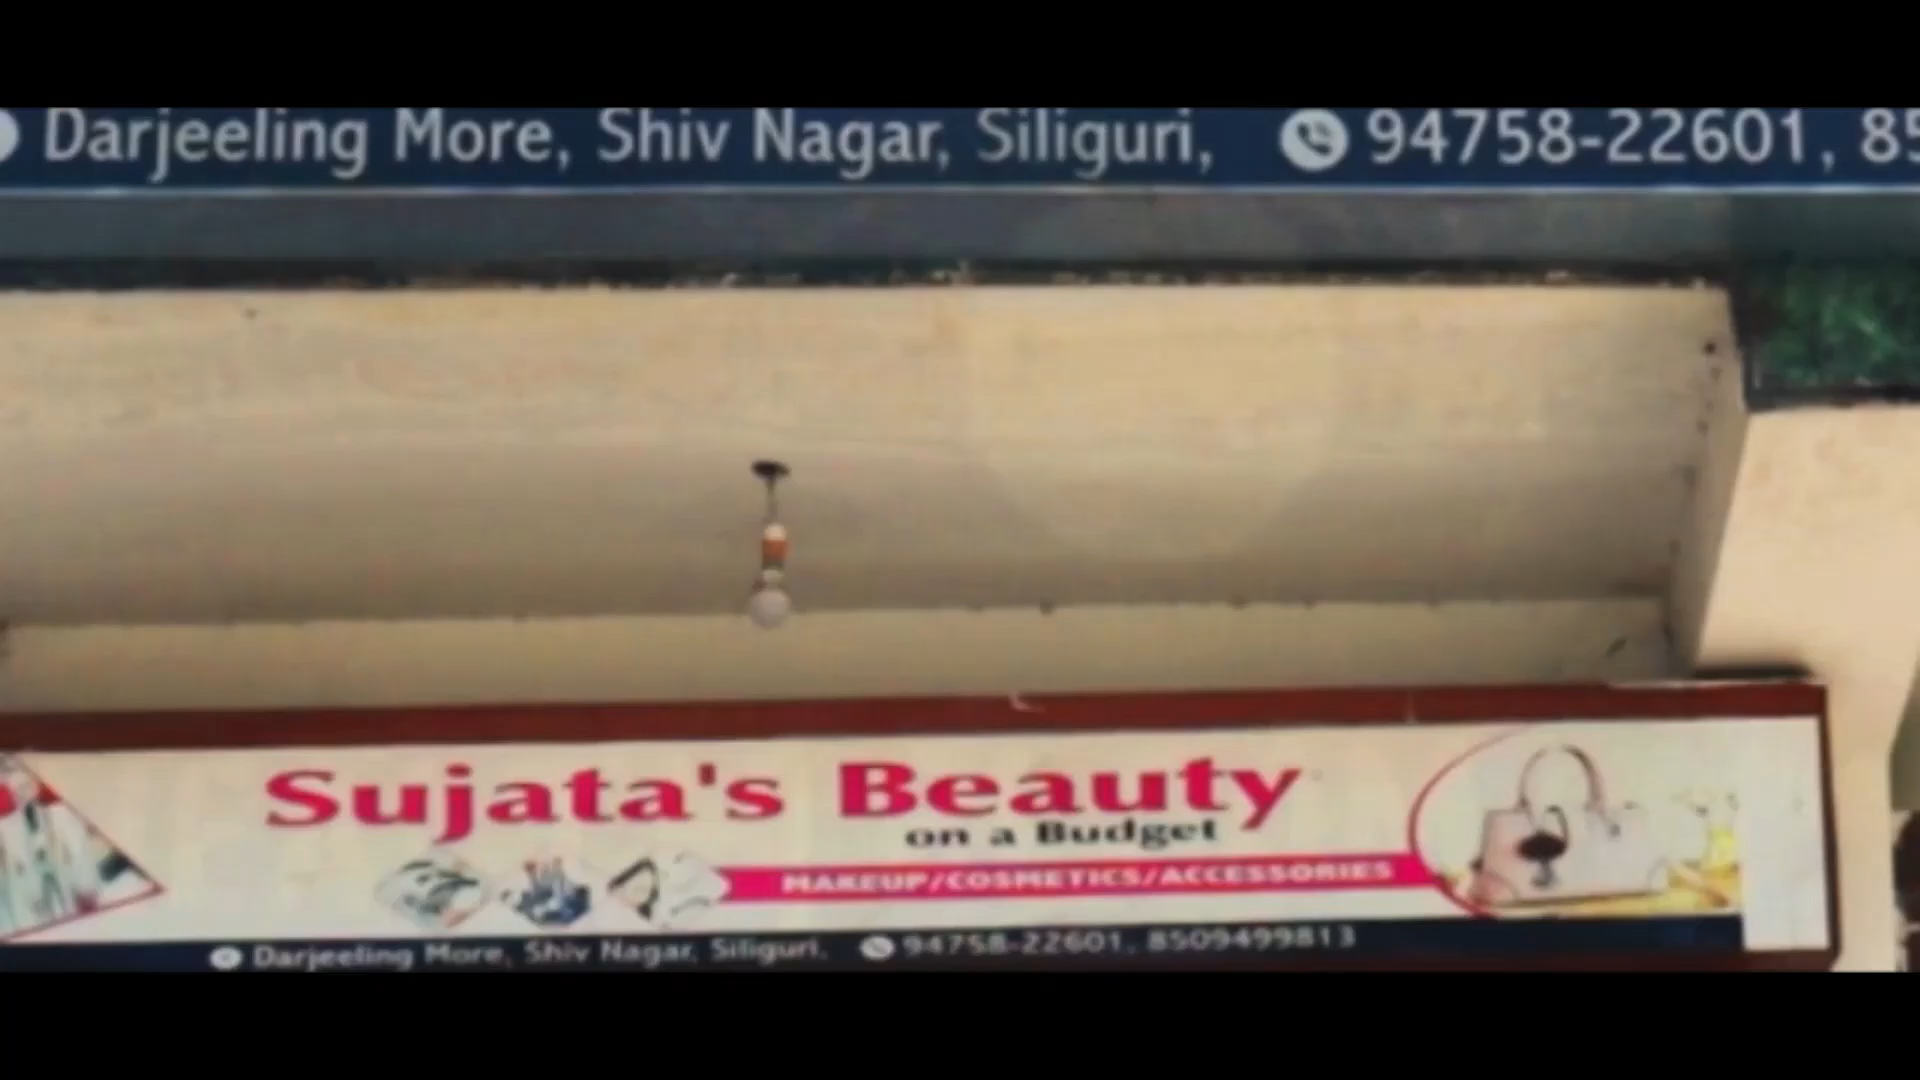 Darjeeling More, Shiv Nagar, Siliguri, 94758-22601, 85
Sujata's Beauty
on a Budget
MAKEUP/COSMETICS/ACCESSORIES
Darjeeling More, Shiv Nagar, Siliguri. 94758-22601, 8509499813